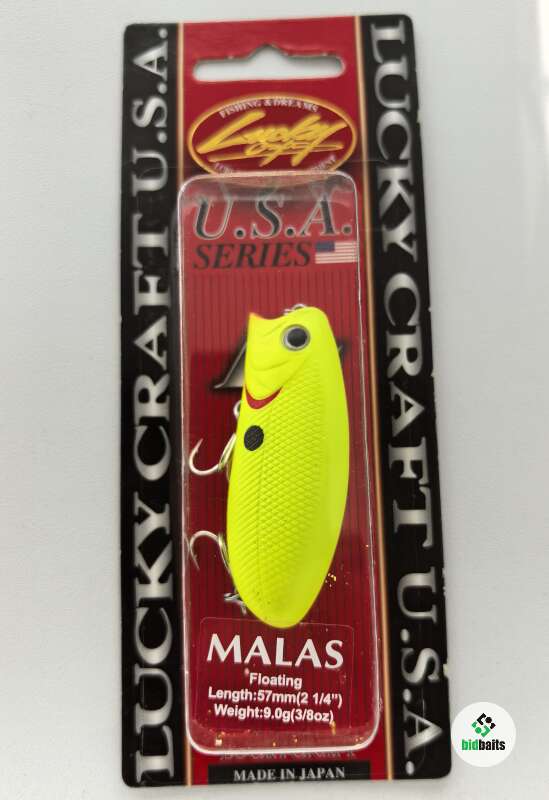 LUCKY CRAFT U.S.A.
FISHING & DREAMS
Lucky
Craft
U.S.A.
SERIES
MALAS
Floating
Length:57mm(2 1/4")
Weight:9.0g(3/8oz)
MADE IN JAPAN
LUCKY CRAFT U.S.A.
bidbaits